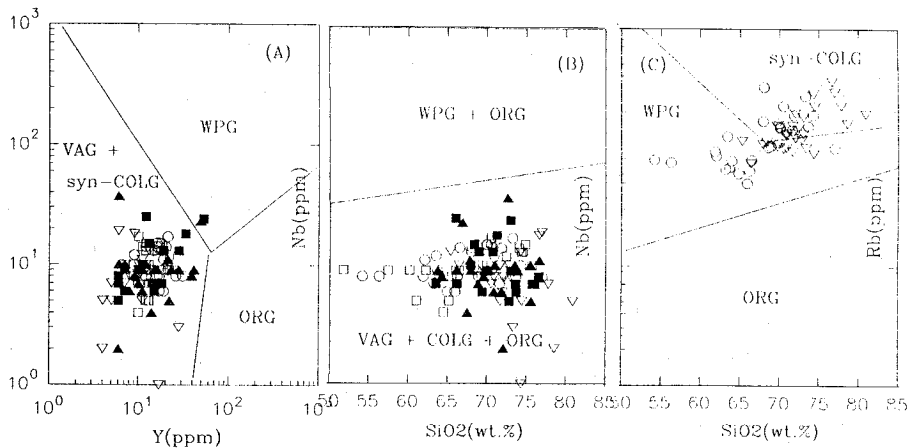 (A)
(B)
(C)
syn-COLG
WPG
WPG + ORG
WPG
VAG +
syn-COLG
ORG
VAG + COLG + ORG
ORG
Nb(ppm)
Nb(ppm)
Rb(ppm)
10³
10²
10¹
10⁰
10⁰ 10¹ 10² 10³
50 55 60 65 70 75 80 85
50 55 60 65 70 75 80 85
Y(ppm)
SiO2(wt.%)
SiO2(wt.%)